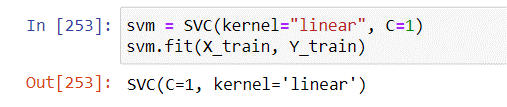 In [253]: svm = SVC(kernel="linear", C=1)
svm.fit(X_train, Y_train)
Out[253]: SVC(C=1, kernel='linear')